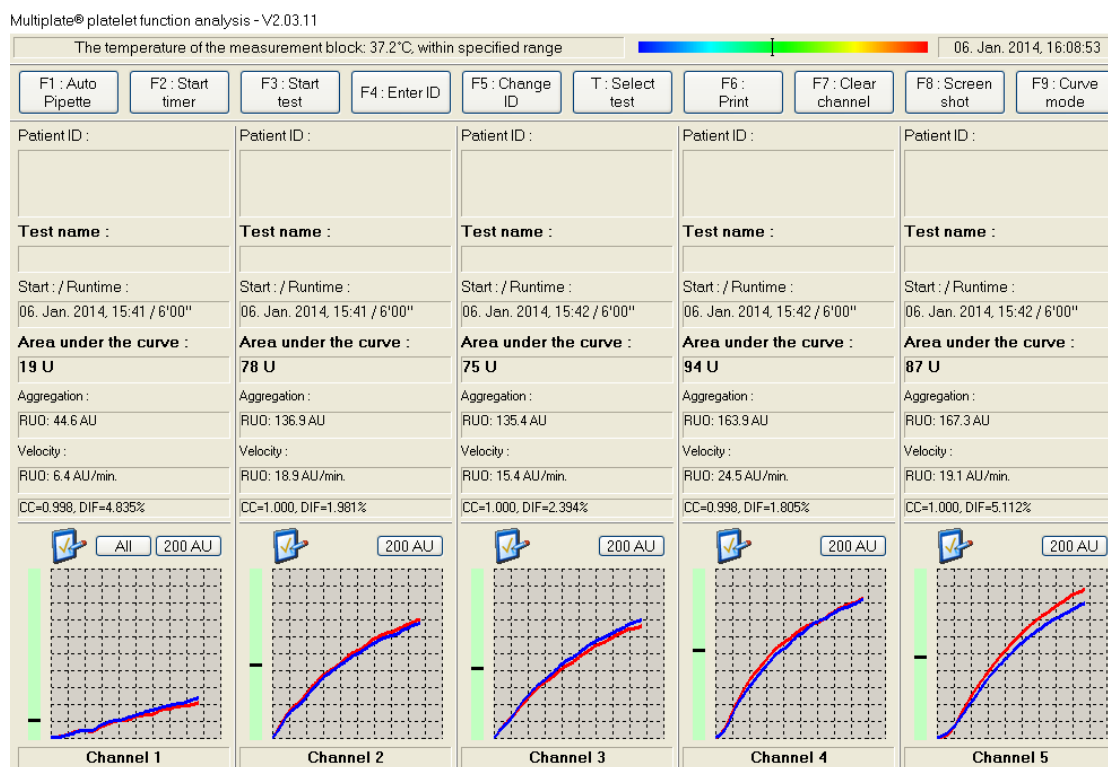 Multiplate® platelet function analysis - V2.03.11
The temperature of the measurement block: 37.2°C, within specified range
06. Jan. 2014, 16:08:53
F1 : Auto Pipette
F2 : Start timer
F3 : Start test
F4 : Enter ID
F5 : Change ID
T : Select test
F6 : Print
F7 : Clear channel
F8 : Screen shot
F9 : Curve mode
Patient ID :
Test name :
Start : / Runtime :
06. Jan. 2014, 15:41 / 6'00"
Area under the curve :
19 U
Aggregation :
RUO: 44.6 AU
Velocity :
RUO: 6.4 AU/min.
CC=0.998, DIF=4.835%
All
200 AU
Channel 1
Patient ID :
Test name :
Start : / Runtime :
06. Jan. 2014, 15:41 / 6'00"
Area under the curve :
78 U
Aggregation :
RUO: 136.9 AU
Velocity :
RUO: 18.9 AU/min.
CC=1.000, DIF=1.981%
200 AU
Channel 2
Patient ID :
Test name :
Start : / Runtime :
06. Jan. 2014, 15:42 / 6'00"
Area under the curve :
75 U
Aggregation :
RUO: 135.4 AU
Velocity :
RUO: 15.4 AU/min.
CC=1.000, DIF=2.394%
200 AU
Channel 3
Patient ID :
Test name :
Start : / Runtime :
06. Jan. 2014, 15:42 / 6'00"
Area under the curve :
94 U
Aggregation :
RUO: 163.9 AU
Velocity :
RUO: 24.5 AU/min.
CC=0.998, DIF=1.805%
200 AU
Channel 4
Patient ID :
Test name :
Start : / Runtime :
06. Jan. 2014, 15:42 / 6'00"
Area under the curve :
87 U
Aggregation :
RUO: 167.3 AU
Velocity :
RUO: 19.1 AU/min.
CC=1.000, DIF=5.112%
200 AU
Channel 5